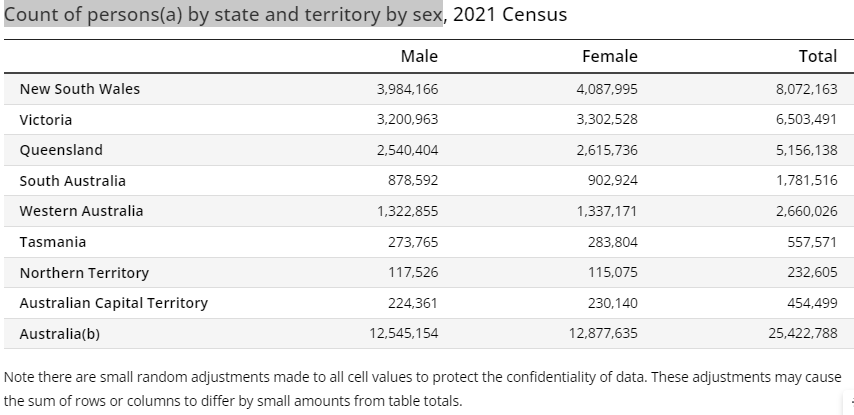 Count of persons(a) by state and territory by sex, 2021 Census
Male Female Total
New South Wales 3,984,166 4,087,995 8,072,163
Victoria 3,200,963 3,302,528 6,503,491
Queensland 2,540,404 2,615,736 5,156,138
South Australia 878,592 902,924 1,781,516
Western Australia 1,322,855 1,337,171 2,660,026
Tasmania 273,765 283,804 557,571
Northern Territory 117,526 115,075 232,605
Australian Capital Territory 224,361 230,140 454,499
Australia(b) 12,545,154 12,877,635 25,422,788
Note there are small random adjustments made to all cell values to protect the confidentiality of data. These adjustments may cause
the sum of rows or columns to differ by small amounts from table totals.